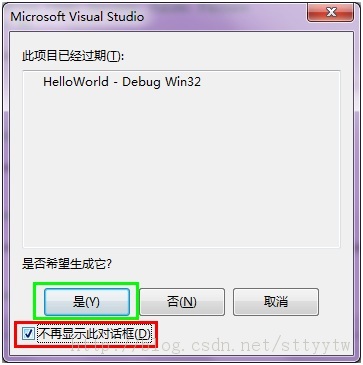 Microsoft Visual Studio
此项目已经过期(T):
HelloWorld - Debug Win32
是否希望生成它?
是(Y) 否(N) 取消
不再显示此对话框(D)
http://blog.csdn.net/sttyytw